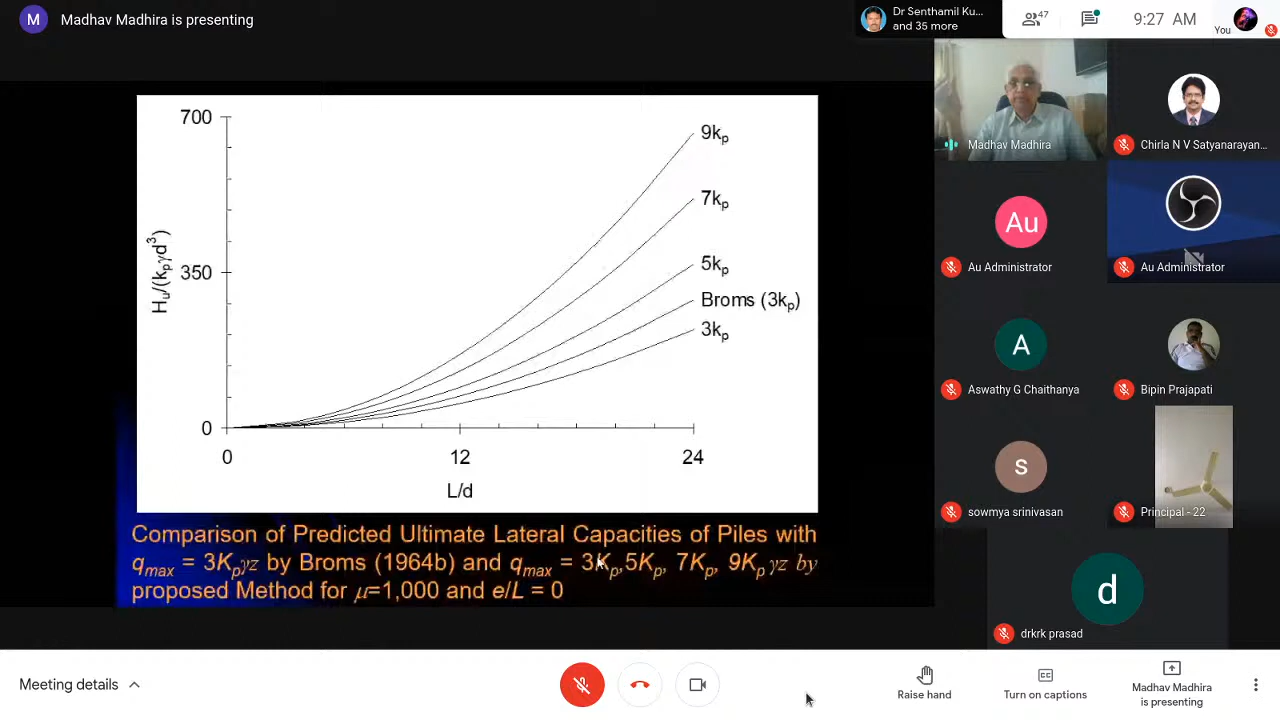 M
Madhav Madhira is presenting
Dr Senthamil Ku...
and 35 more
47
9:27 AM
You
700
350
0
0
12
24
Hᵤ/(kₚγd³)
L/d
9kₚ
7kₚ
5kₚ
Broms (3kₚ)
3kₚ
Comparison of Predicted Ultimate Lateral Capacities of Piles with
qₘₐₓ = 3Kₚγz by Broms (1964b) and qₘₐₓ = 3Kₚ,5Kₚ, 7Kₚ, 9Kₚ γz by
proposed Method for μ=1,000 and e/L = 0
Madhav Madhira
Chirla N V Satyanarayan...
Au
Au Administrator
Au Administrator
A
Aswathy G Chaithanya
Bipin Prajapati
s
sowmya srinivasan
Principal - 22
d
drkrk prasad
Meeting details
Raise hand
CC
Turn on captions
Madhav Madhira
is presenting